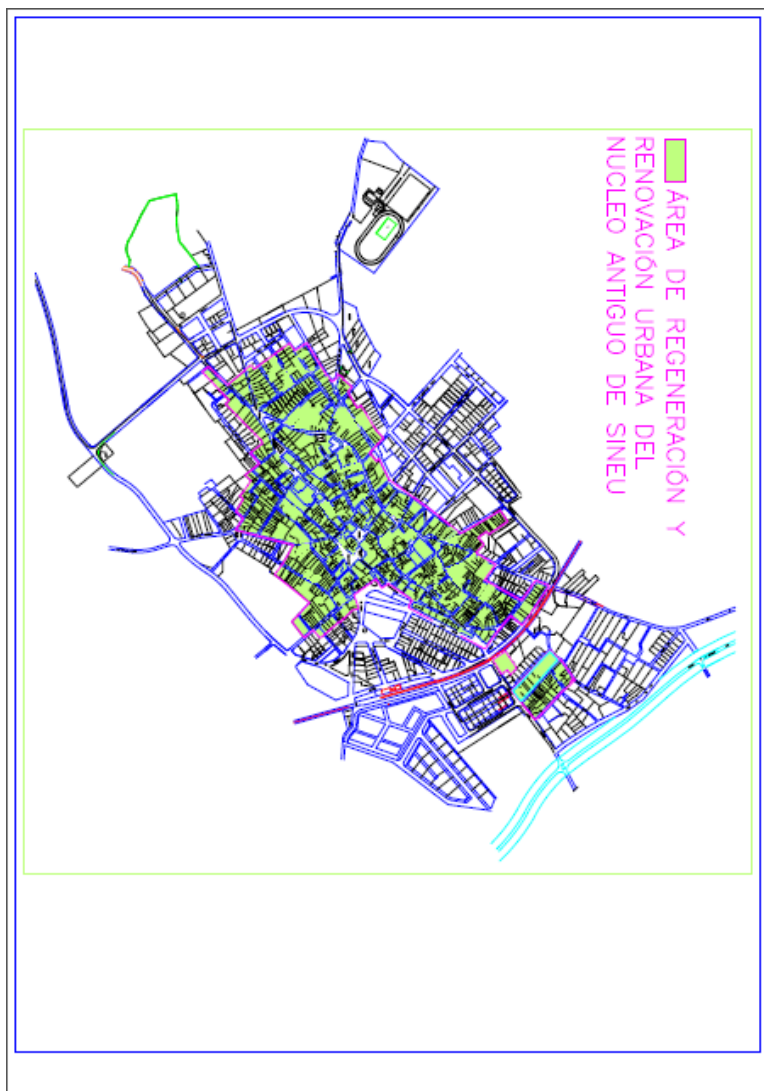 ÁREA DE REGENERACIÓN Y
RENOVACIÓN URBANA DEL
NUCLEO ANTIGUO DE SINEU